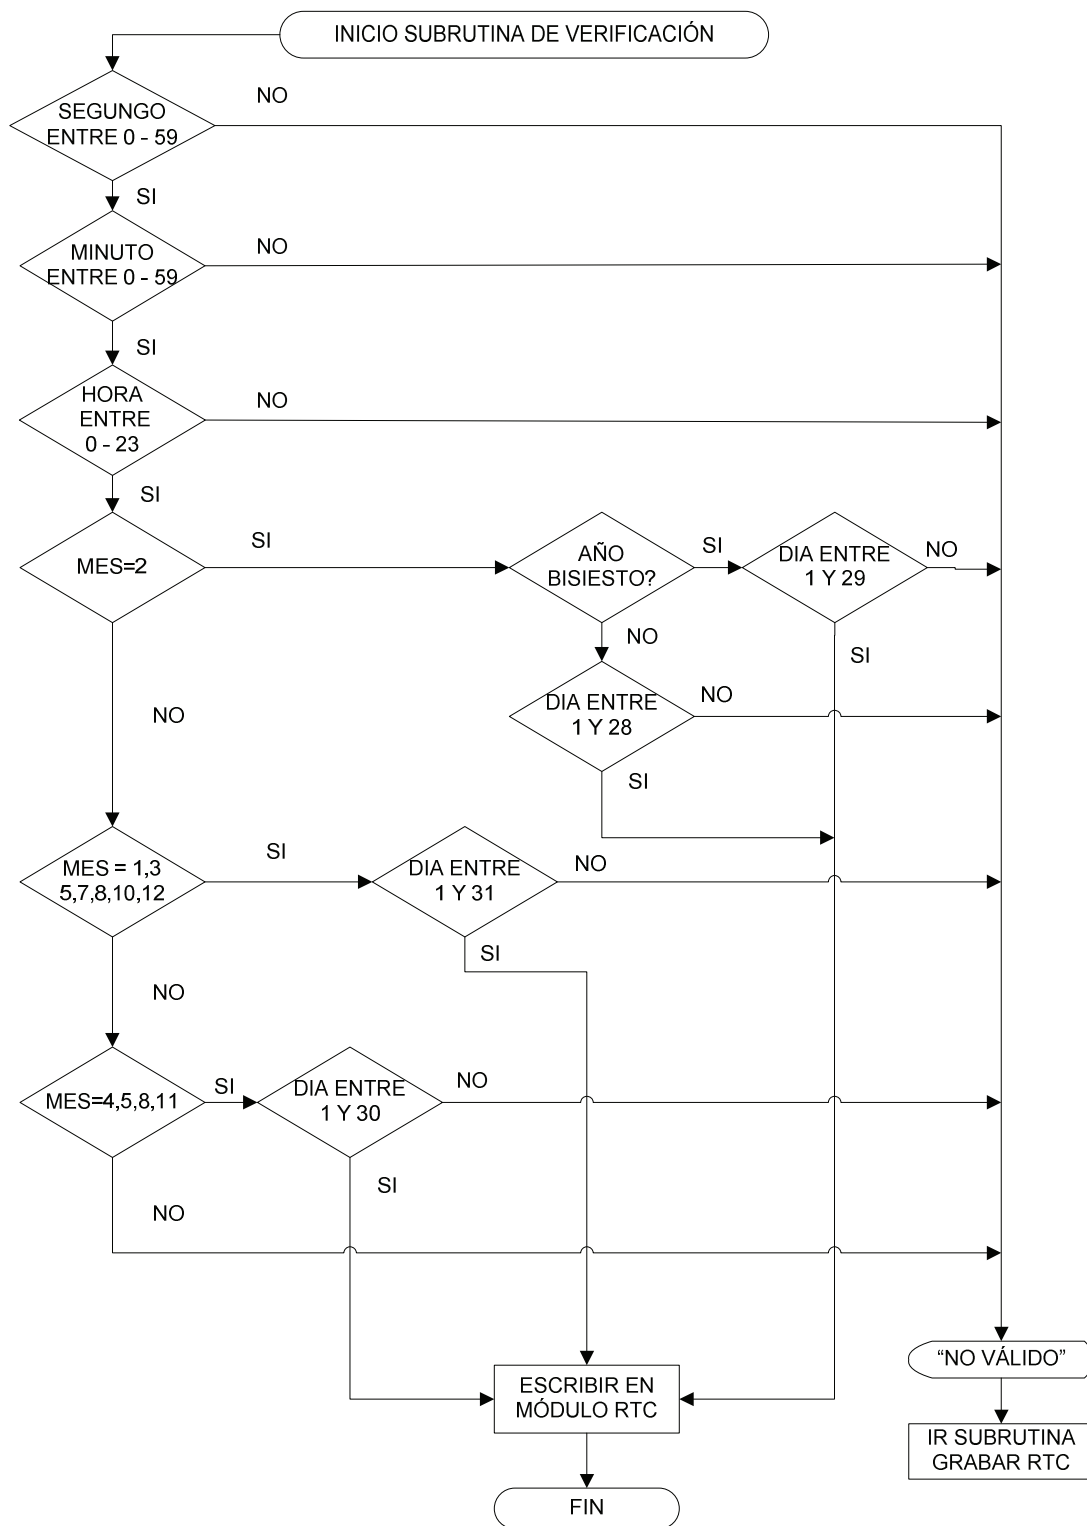 INICIO SUBRUTINA DE VERIFICACIÓN
SEGUNGO
ENTRE 0 - 59
NO
SI
MINUTO
ENTRE 0 - 59
NO
SI
HORA
ENTRE
0 - 23
NO
SI
MES=2
SI
AÑO
BISIESTO?
SI
DIA ENTRE
1 Y 29
NO
NO
SI
NO
DIA ENTRE
1 Y 28
NO
SI
MES = 1,3
5,7,8,10,12
SI
DIA ENTRE
1 Y 31
NO
SI
NO
MES=4,5,8,11
SI
DIA ENTRE
1 Y 30
NO
SI
NO
"NO VÁLIDO"
ESCRIBIR EN
MÓDULO RTC
IR SUBRUTINA
GRABAR RTC
FIN